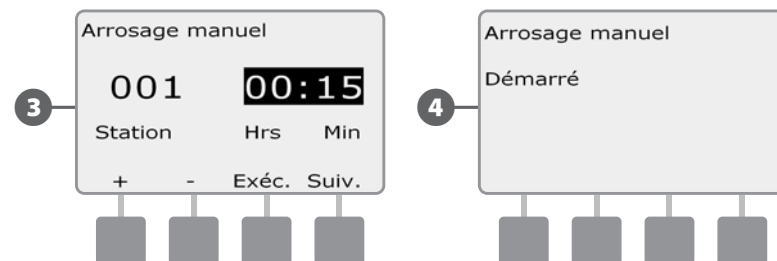 Arrosage manuel
3
001 00:15
Station Hrs Min
+ - Exéc. Suiv.
Arrosage manuel
4
Démarré